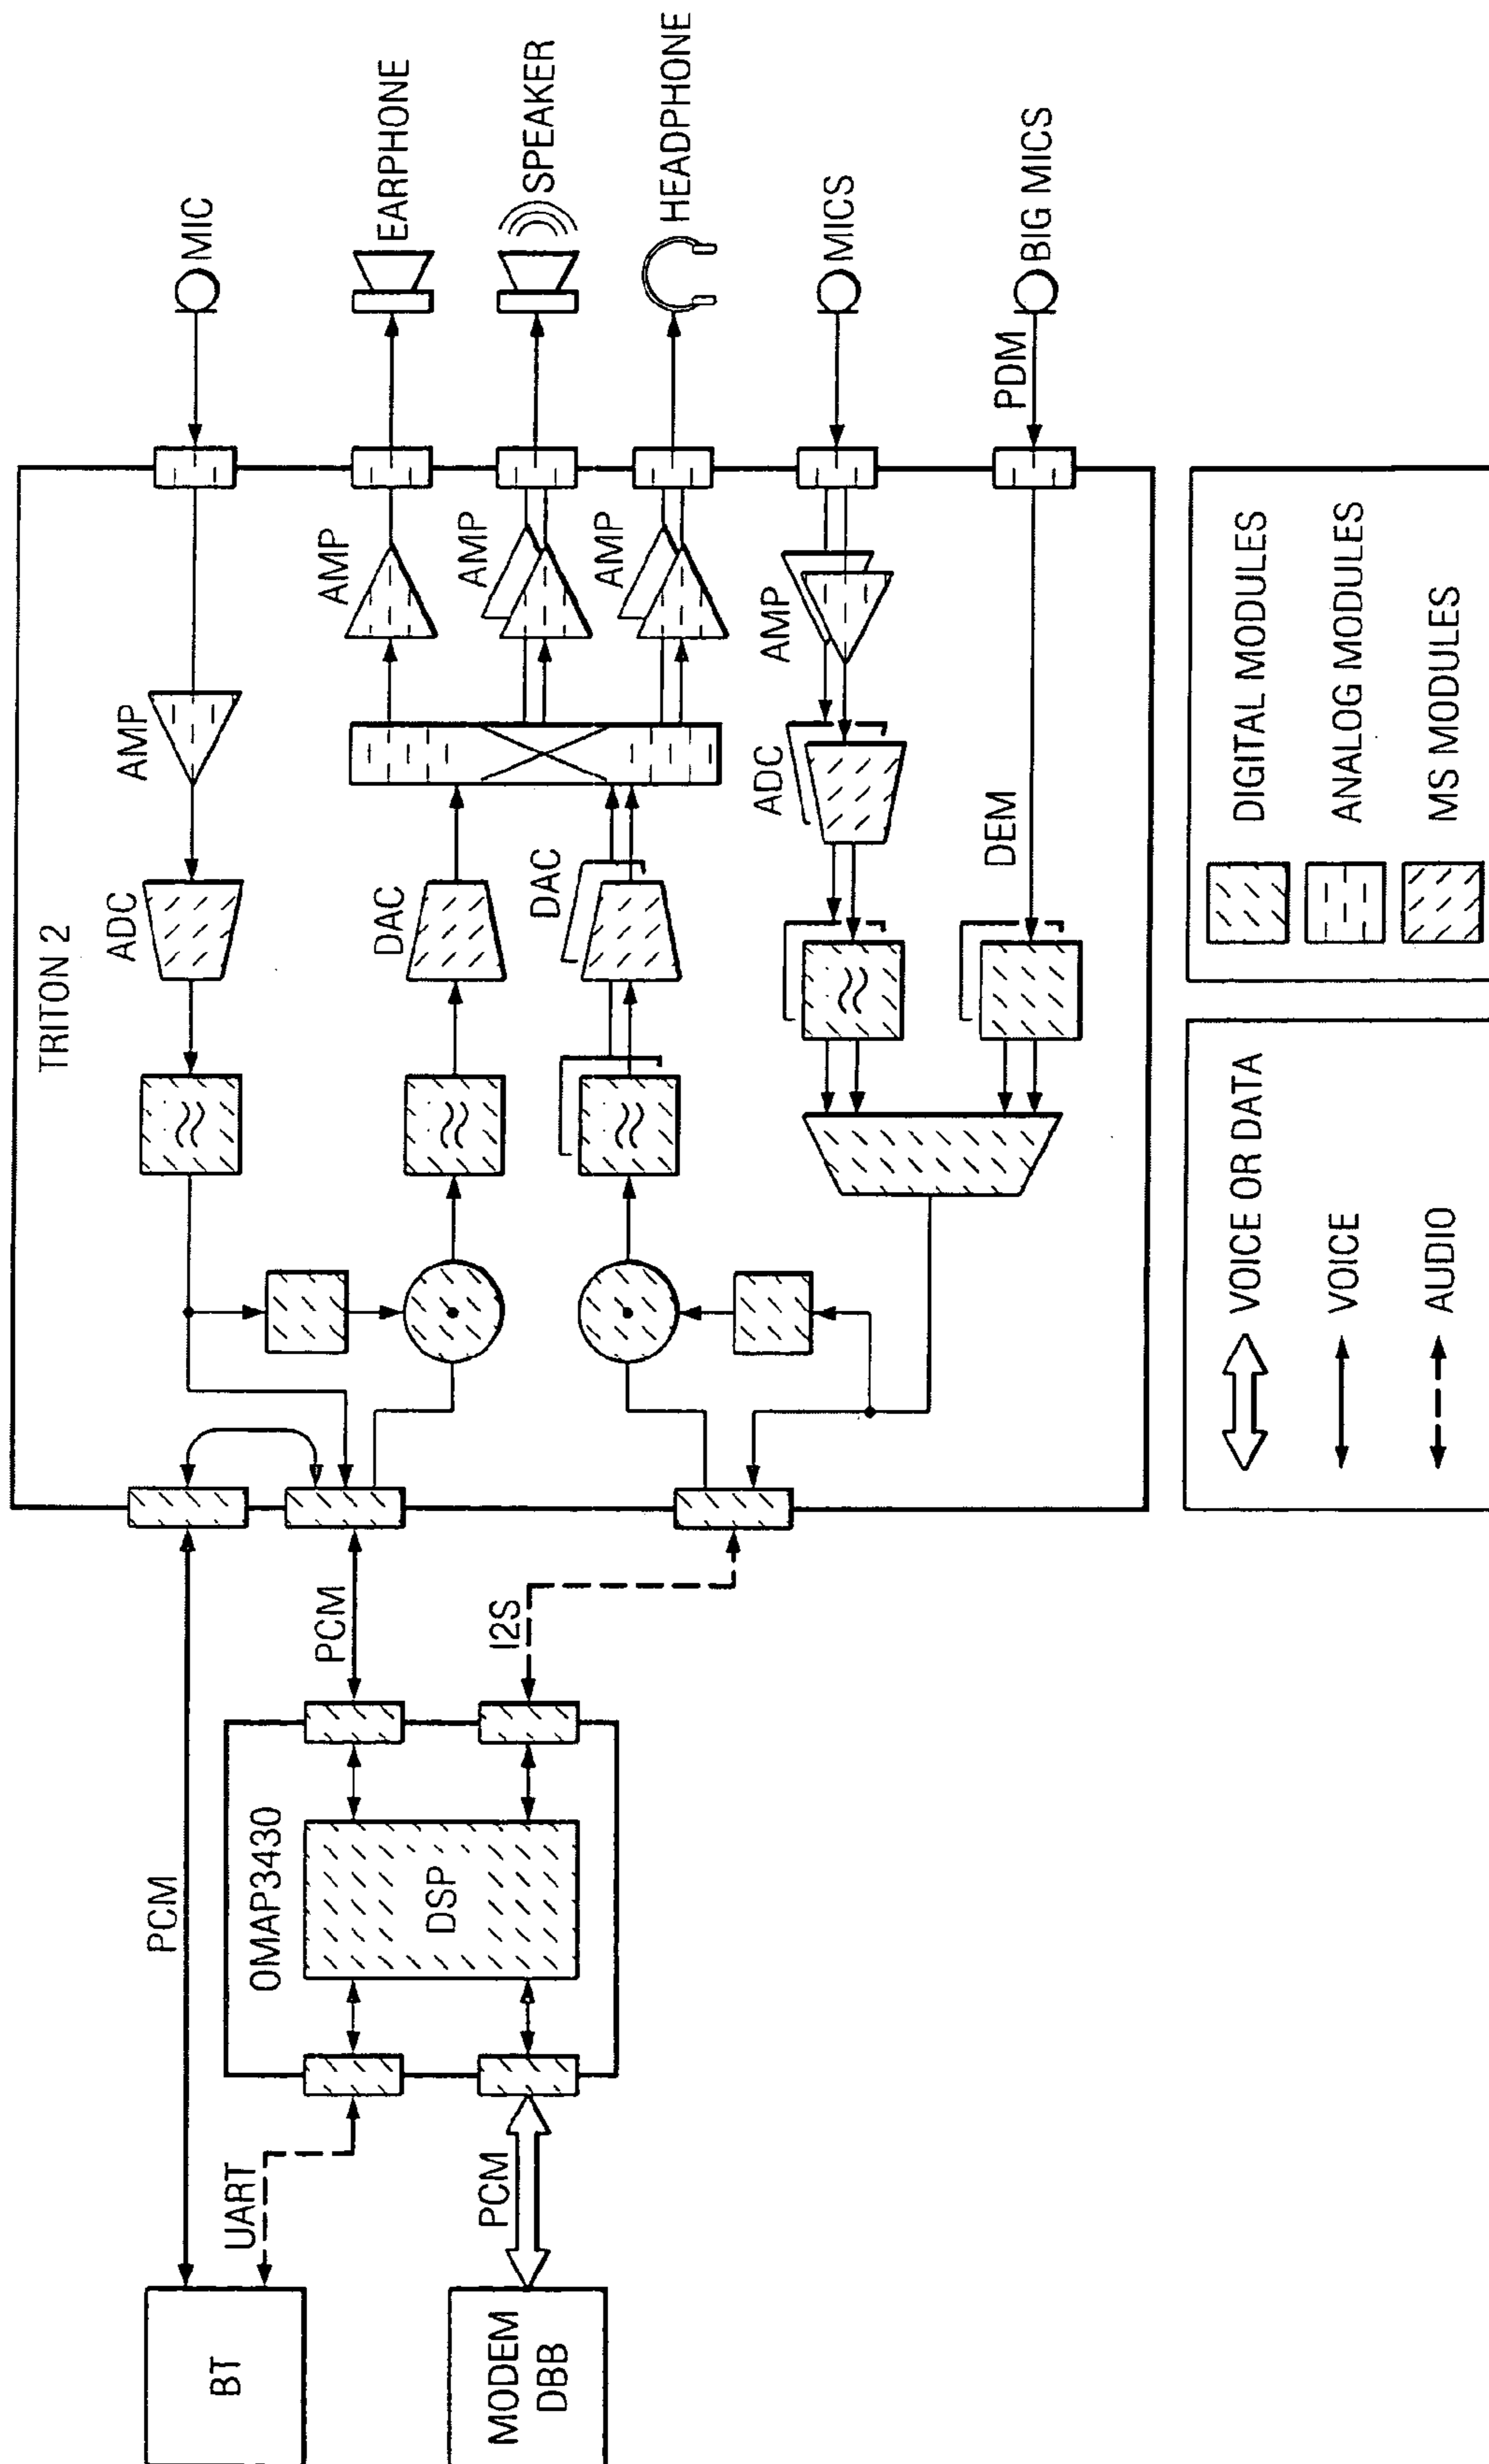 BT
MODEM
DBB
PCM
UART
PCM
OMAP3430
DSP
PCM
I2S
TRITON 2
ADC
AMP
MIC
DAC
AMP
EARPHONE
DAC
AMP
SPEAKER
AMP
HEADPHONE
ADC
AMP
MICS
DEM
PDM
BIG MICS
VOICE OR DATA
VOICE
AUDIO
DIGITAL MODULES
ANALOG MODULES
MS MODULES